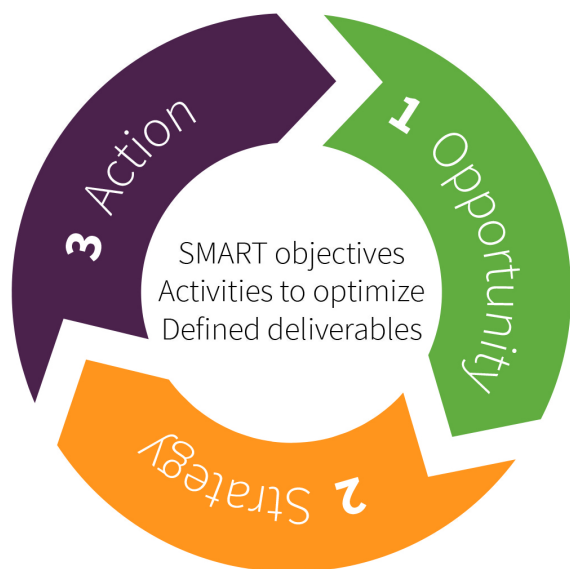 1 Opportunity
2 Strategy
3 Action
SMART objectives
Activities to optimize
Defined deliverables